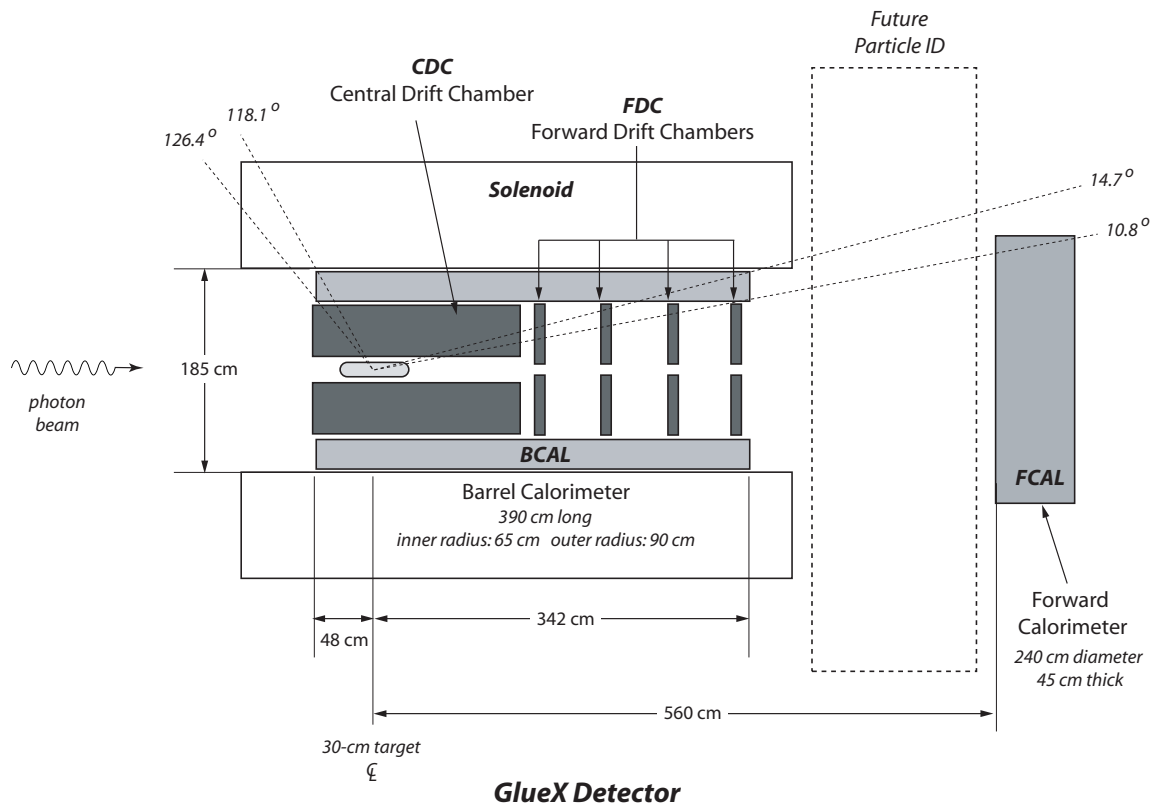 Future
Particle ID
CDC
Central Drift Chamber
FDC
Forward Drift Chambers
118.1 o
126.4 o
14.7 o
10.8 o
Solenoid
185 cm
photon
beam
BCAL
Barrel Calorimeter
390 cm long
inner radius: 65 cm outer radius: 90 cm
FCAL
Forward
Calorimeter
240 cm diameter
45 cm thick
48 cm
342 cm
560 cm
30-cm target
℄
GlueX Detector